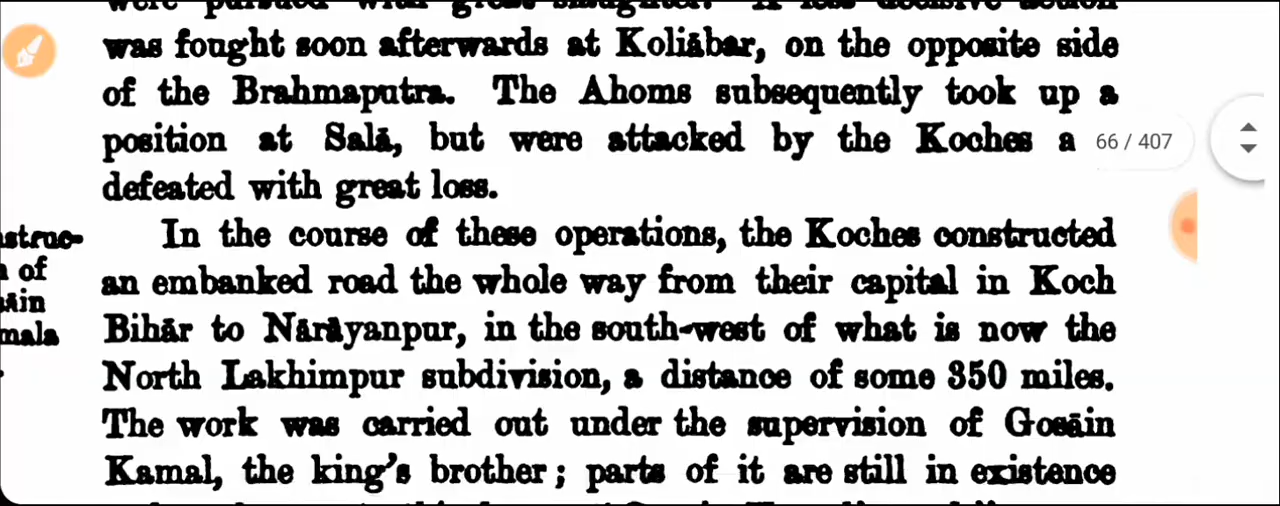 was fought soon afterwards at Koliābar, on the opposite side
of the Brahmaputra. The Ahoms subsequently took up a
position at Salā, but were attacked by the Koches a
66 / 407
defeated with great loss.
In the course of these operations, the Koches constructed
an embanked road the whole way from their capital in Koch
Bihār to Nārāyanpur, in the south-west of what is now the
North Lakhimpur subdivision, a distance of some 350 miles.
The work was carried out under the supervision of Gosāin
Kamal, the king's brother; parts of it are still in existence
struc-
of
āin
mala